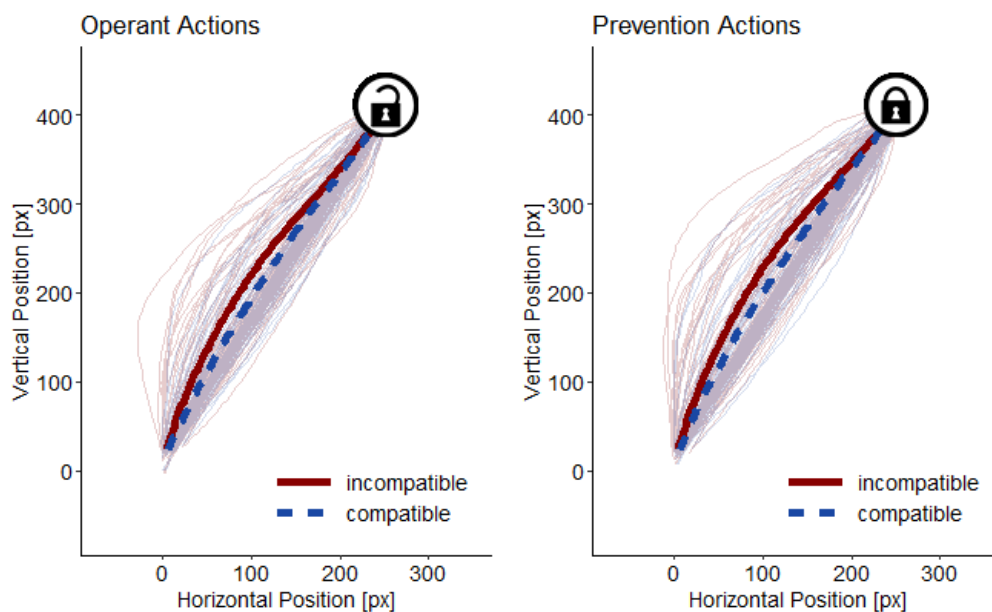 Operant Actions
Vertical Position [px]
400
300
200
100
0
incompatible
compatible
0 100 200 300
Horizontal Position [px]
Prevention Actions
Vertical Position [px]
400
300
200
100
0
incompatible
compatible
0 100 200 300
Horizontal Position [px]